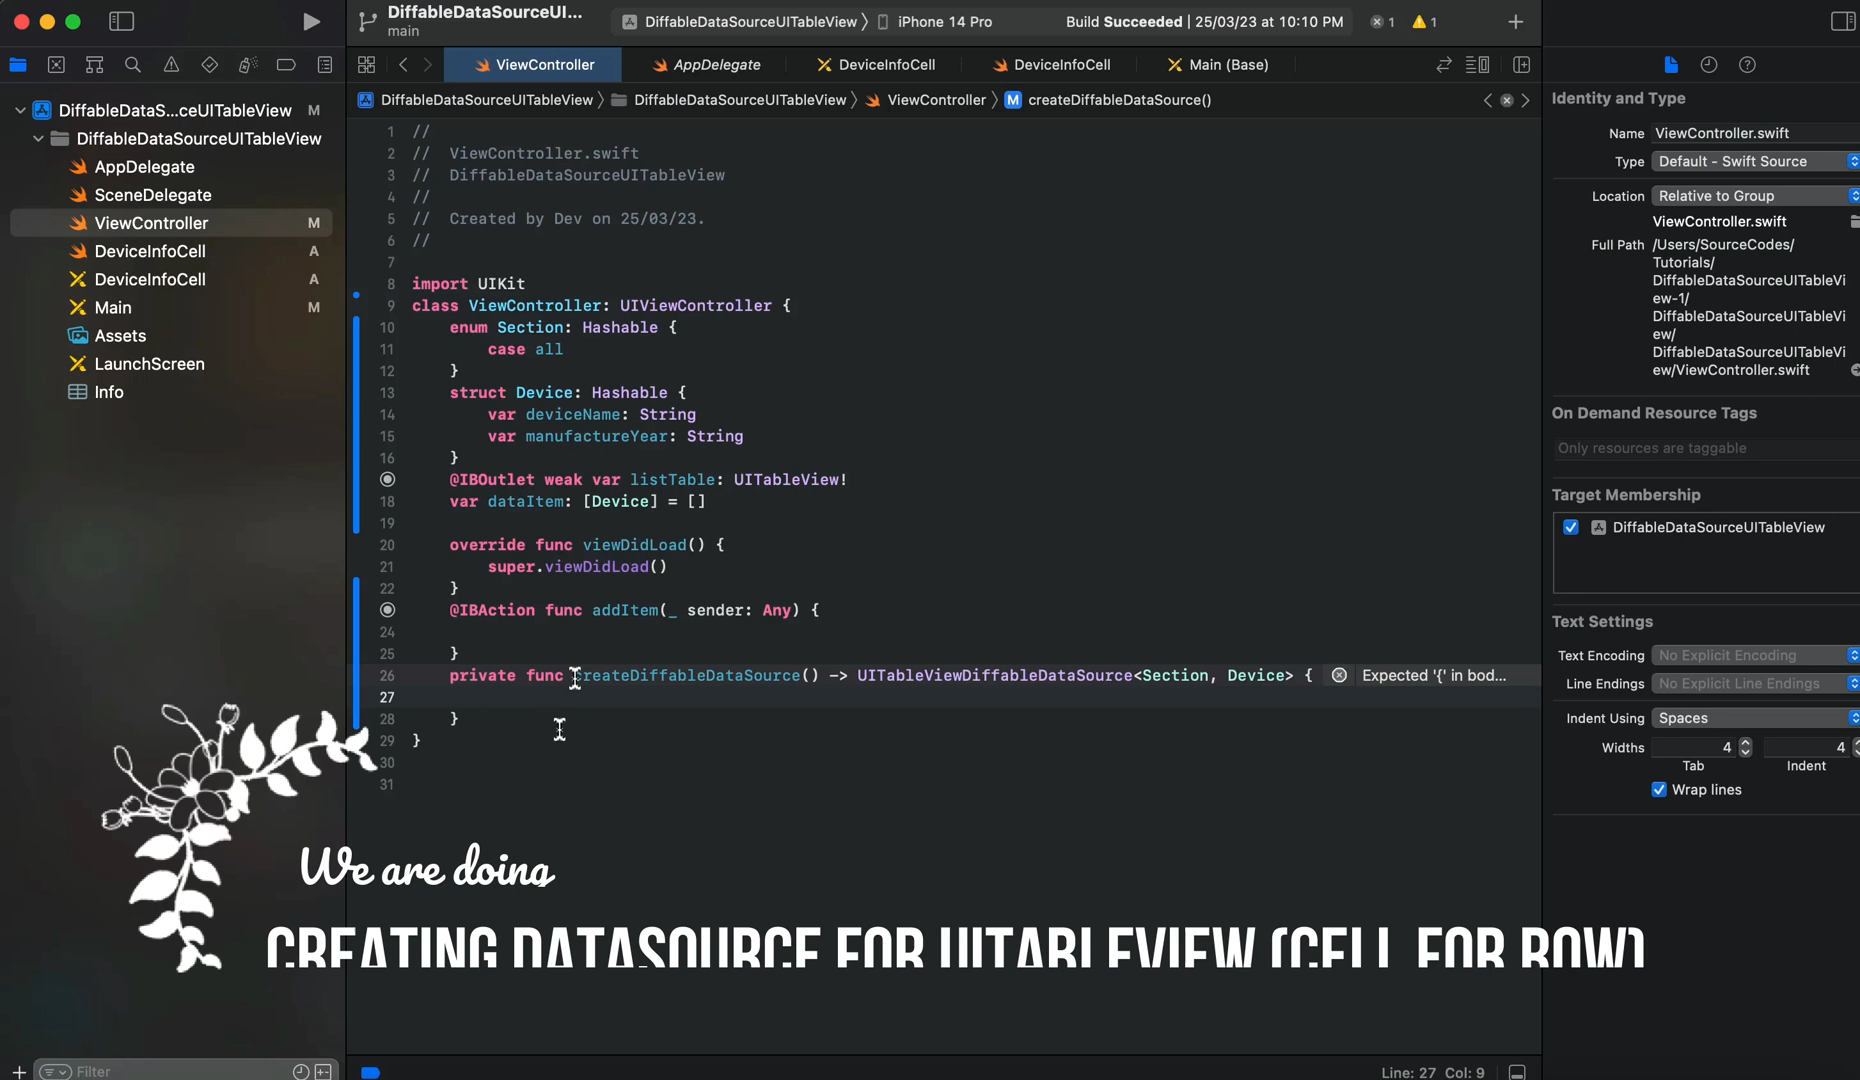 DiffableDataSourceUI...
main
DiffableDataSourceUITableView 〉 iPhone 14 Pro
Build Succeeded | 25/03/23 at 10:10 PM
1
1
ViewController
AppDelegate
DeviceInfoCell
DeviceInfoCell
Main (Base)
DiffableDataS...ceUITableView M
DiffableDataSourceUITableView
AppDelegate
SceneDelegate
ViewController M
DeviceInfoCell A
DeviceInfoCell A
Main M
Assets
LaunchScreen
Info
Filter
DiffableDataSourceUITableView 〉 DiffableDataSourceUITableView 〉 ViewController 〉 M createDiffableDataSource()
1 //
2 //  ViewController.swift
3 //  DiffableDataSourceUITableView
4 //
5 //  Created by Dev on 25/03/23.
6 //
7
8 import UIKit
9 class ViewController: UIViewController {
10     enum Section: Hashable {
11         case all
12     }
13     struct Device: Hashable {
14         var deviceName: String
15         var manufactureYear: String
16     }
@IBOutlet weak var listTable: UITableView!
18     var dataItem: [Device] = []
19
20     override func viewDidLoad() {
21         super.viewDidLoad()
22     }
@IBAction func addItem(_ sender: Any) {
24
25     }
26     private func createDiffableDataSource() -> UITableViewDiffableDataSource<Section, Device> { Expected '{' in bod...
27
28     }
29 }
30
31
We are doing
CREATING DATASOURCE FOR UITABLEVIEW (CELL FOR ROW)
Line: 27 Col: 9
Identity and Type
Name ViewController.swift
Type Default - Swift Source
Location Relative to Group
ViewController.swift
Full Path /Users/SourceCodes/
Tutorials/
DiffableDataSourceUITableVi
ew-1/
DiffableDataSourceUITableVi
ew/
DiffableDataSourceUITableVi
ew/ViewController.swift
On Demand Resource Tags
Only resources are taggable
Target Membership
DiffableDataSourceUITableView
Text Settings
Text Encoding No Explicit Encoding
Line Endings No Explicit Line Endings
Indent Using Spaces
Widths 4 4
Tab Indent
Wrap lines